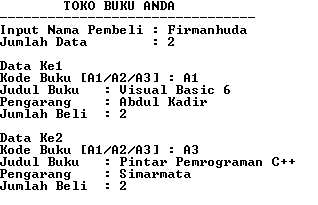 TOKO BUKU ANDA
--------------------------------
Input Nama Pembeli : Firmanhuda
Jumlah Data : 2
Data Ke1
Kode Buku [A1/A2/A3] : A1
Judul Buku : Visual Basic 6
Pengarang : Abdul Kadir
Jumlah Beli : 2
Data Ke2
Kode Buku [A1/A2/A3] : A3
Judul Buku : Pintar Pemrograman C++
Pengarang : Simarmata
Jumlah Beli : 2